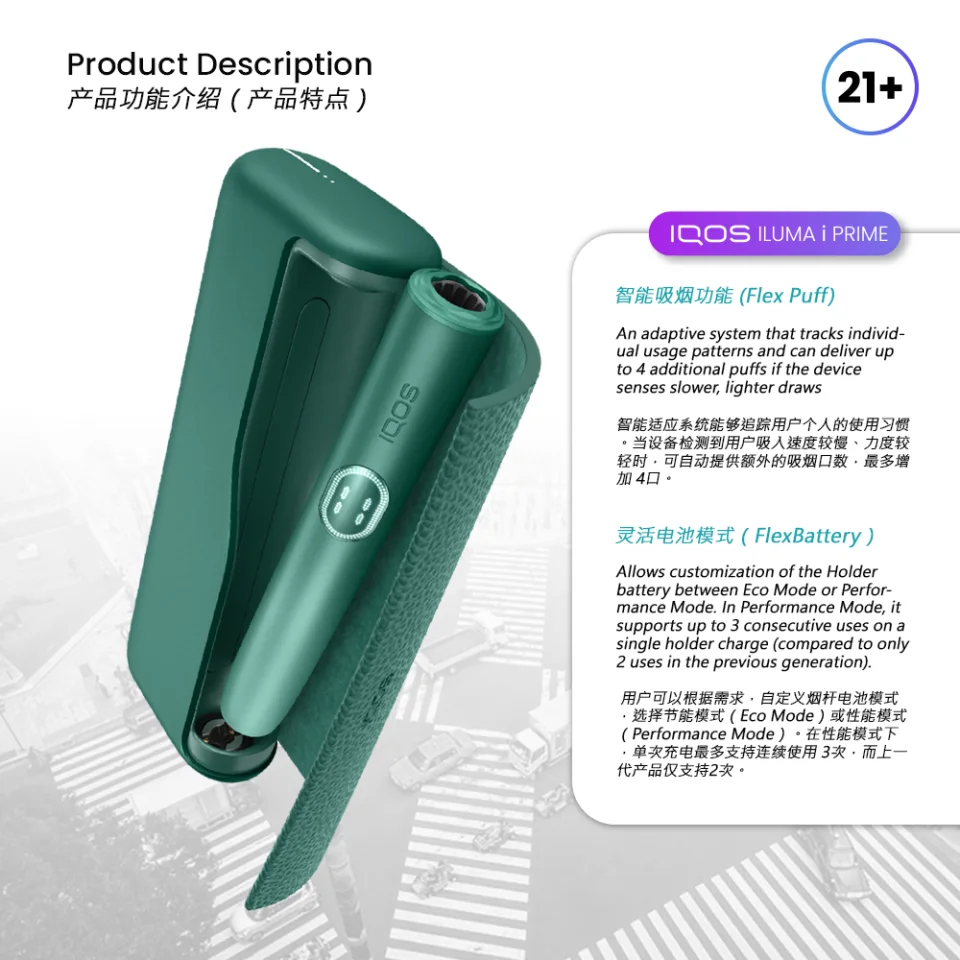 Product Description
产品功能介绍（产品特点）
21+
IQOS ILUMA i PRIME
智能吸烟功能 (Flex Puff)
An adaptive system that tracks individ-
ual usage patterns and can deliver up
to 4 additional puffs if the device
senses slower, lighter draws
智能适应系统能够追踪用户个人的使用习惯
。当设备检测到用户吸入速度较慢、力度较
轻时，可自动提供额外的吸烟口数，最多增
加 4口。
灵活电池模式（FlexBattery）
Allows customization of the Holder
battery between Eco Mode or Perfor-
mance Mode. In Performance Mode, it
supports up to 3 consecutive uses on a
single holder charge (compared to only
2 uses in the previous generation).
用户可以根据需求，自定义烟杆电池模式
，选择节能模式（Eco Mode）或性能模式
（Performance Mode）。在性能模式下
，单次充电最多支持连续使用 3次，而上一
代产品仅支持2次。
IQOS